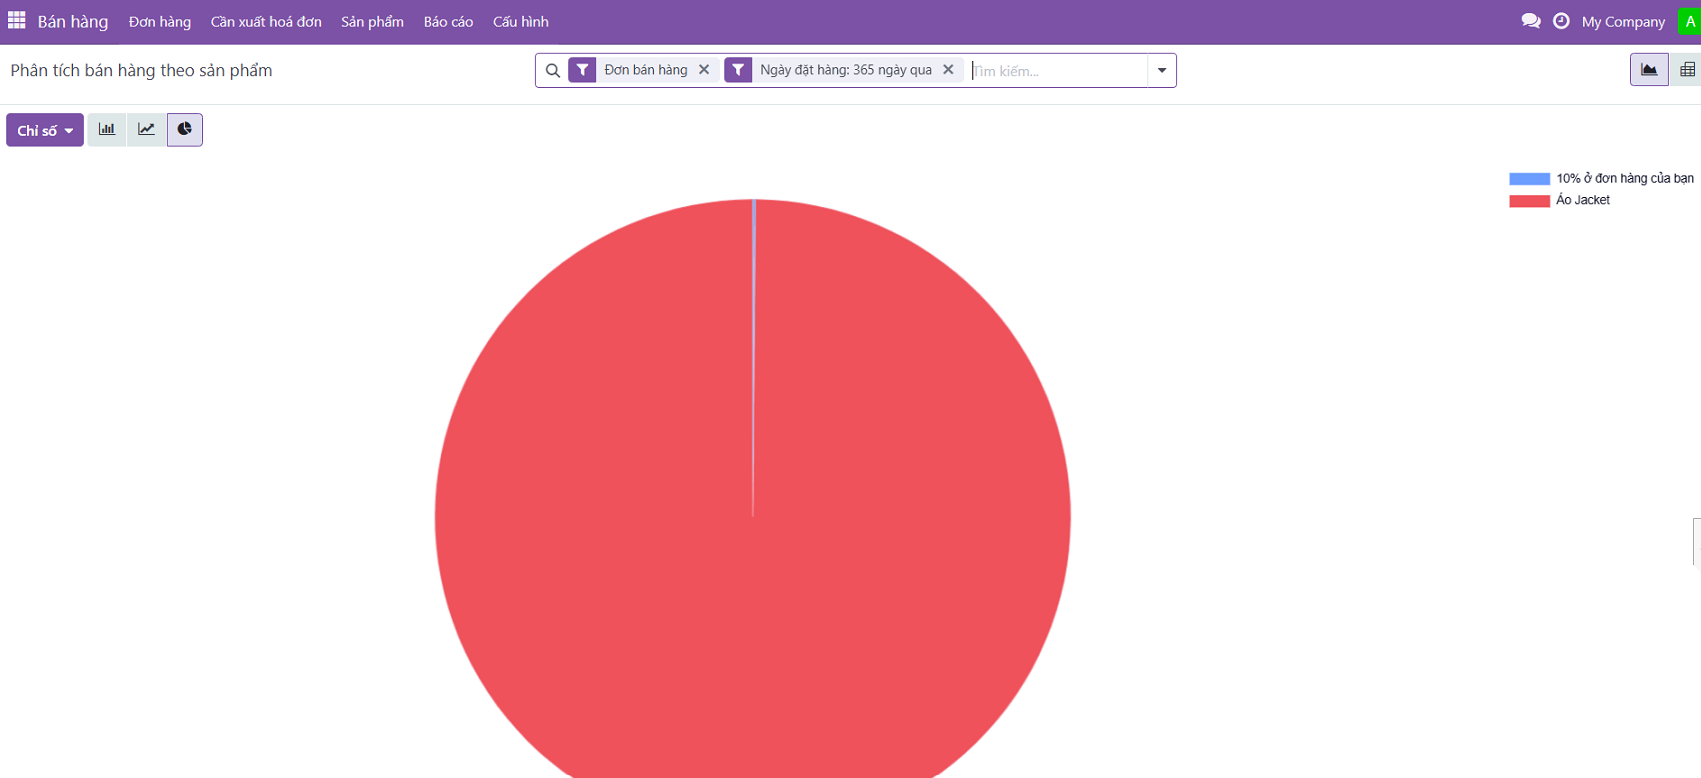 Bán hàng Đơn hàng Cần xuất hoá đơn Sản phẩm Báo cáo Cấu hình My Company A
Phân tích bán hàng theo sản phẩm Đơn bán hàng Ngày đặt hàng: 365 ngày qua Tìm kiếm...
Chỉ số
10% ở đơn hàng của bạn
Áo Jacket